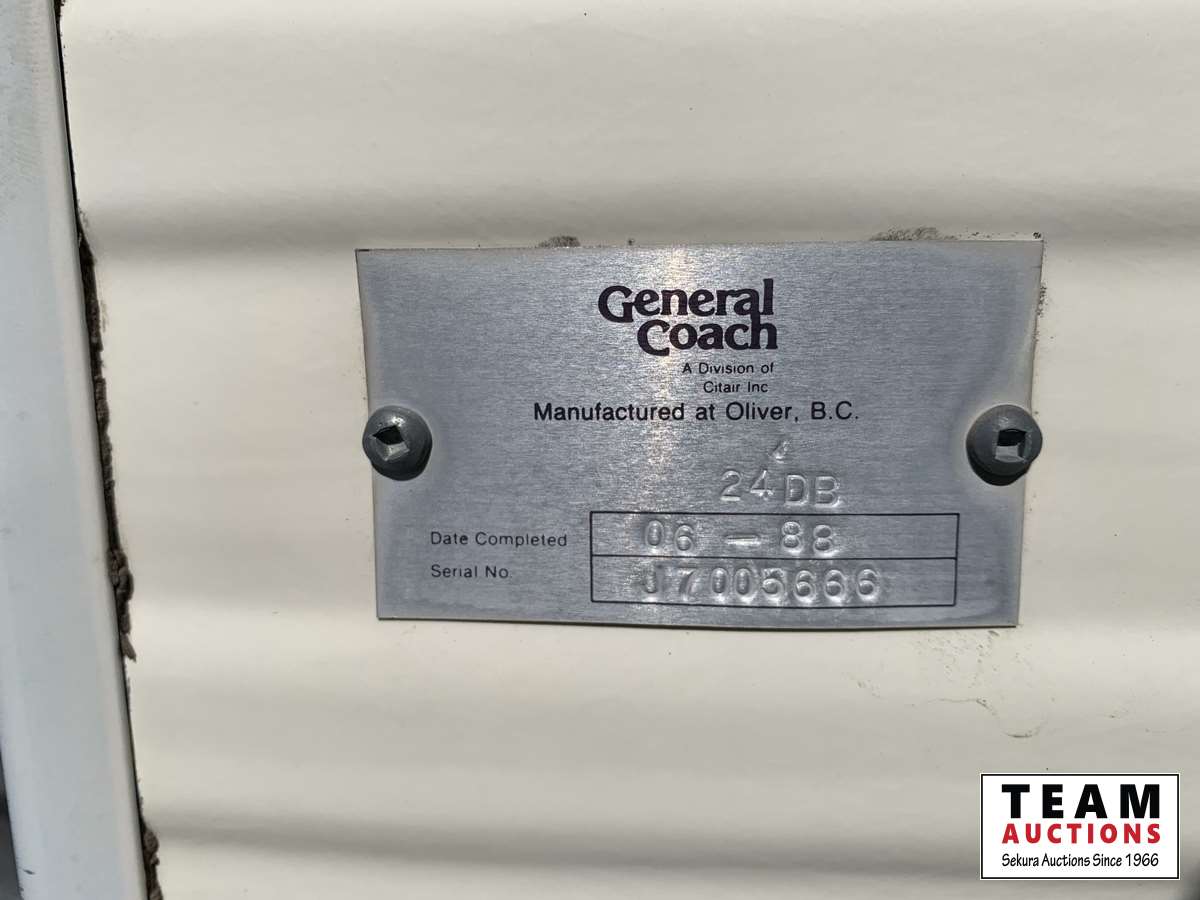 General
Coach
A Division of
Citair Inc
Manufactured at Oliver, B.C.
24DB
Date Completed 06 – 88
Serial No. J7005666
TEAM
AUCTIONS
Sekura Auctions Since 1966